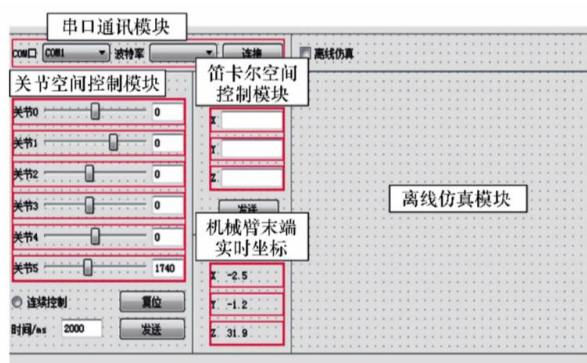 串口通讯模块
COM口 COM1 波特率 连接 离线仿真
关节空间控制模块
笛卡尔空间
控制模块
关节0 0
关节1 0
关节2 0
关节3 0
关节4 0
关节5 1740
连续控制 复位
时间/ms 2000 发送
X
Y
Z
发送
机械臂末端
实时坐标
X -2.5
Y -1.2
Z 31.9
离线仿真模块